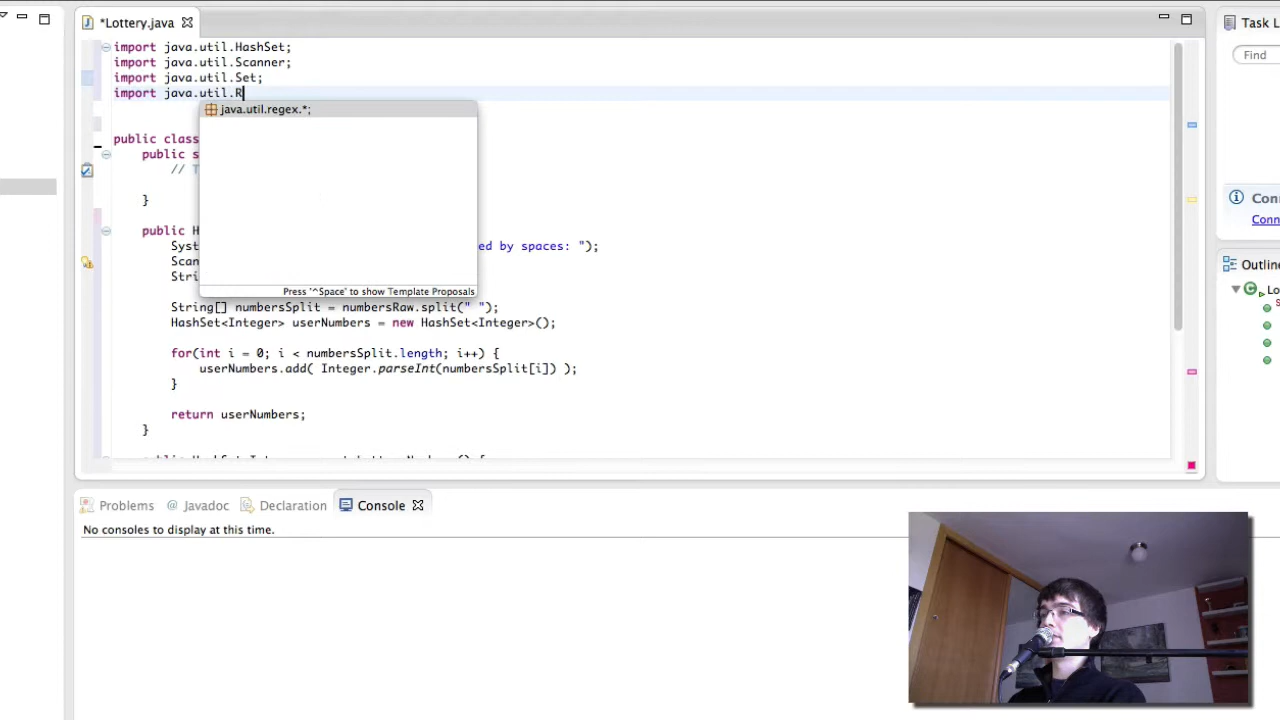 *Lottery.java
Task L
import java.util.HashSet;
import java.util.Scanner;
import java.util.Set;
import java.util.R
Find
java.util.regex.*;
public class
public s
// T
}
public H
Syst
ed by spaces: ");
Scan
Stri
Press '^Space' to show Template Proposals
String[] numbersSplit = numbersRaw.split(" ");
HashSet<Integer> userNumbers = new HashSet<Integer>();
for(int i = 0; i < numbersSplit.length; i++) {
userNumbers.add( Integer.parseInt(numbersSplit[i]) );
}
return userNumbers;
}
Conn
Conn
Outline
Lo
s
Problems @ Javadoc Declaration Console
No consoles to display at this time.